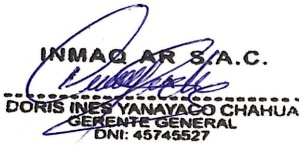 INMAQ AR S.A.C.
DORIS INES YANAYACO CHAHUA
GERENTE GENERAL
DNI: 45745527